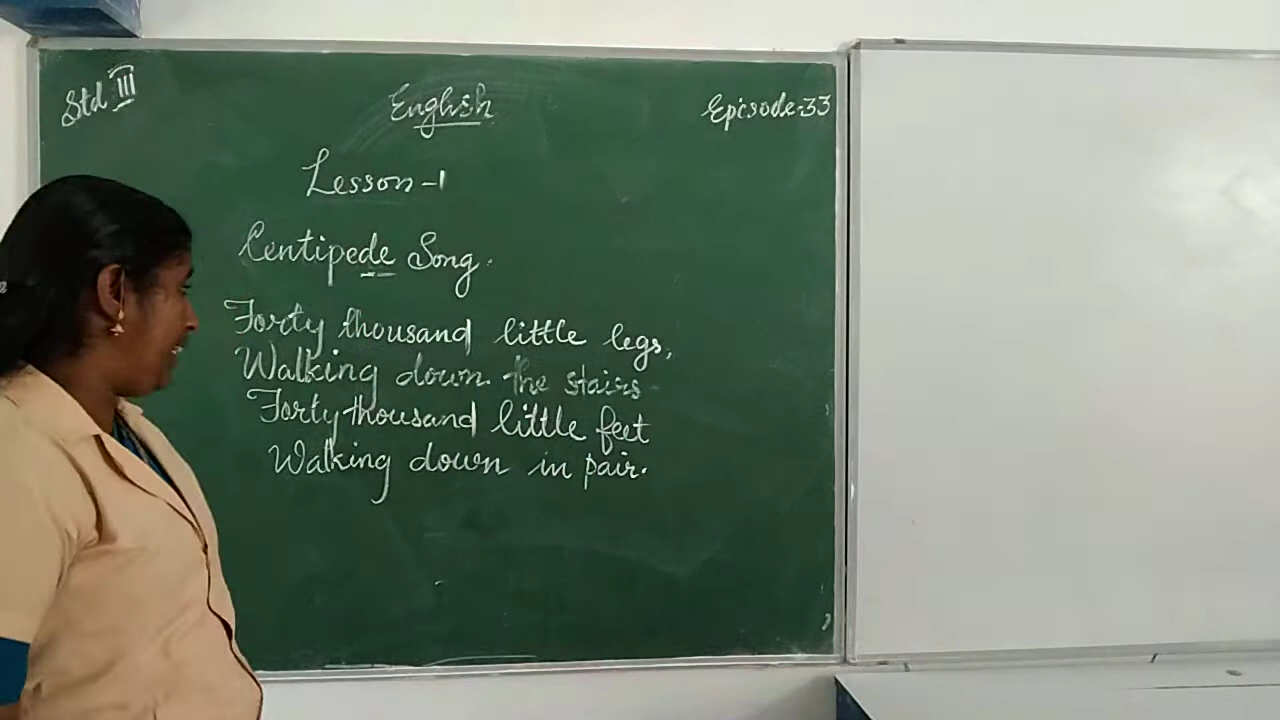 Std III
English
Episode-33
Lesson-1
Centipede Song.
Forty thousand little legs,
Walking down the stairs
Forty thousand little feet
Walking down in pair.